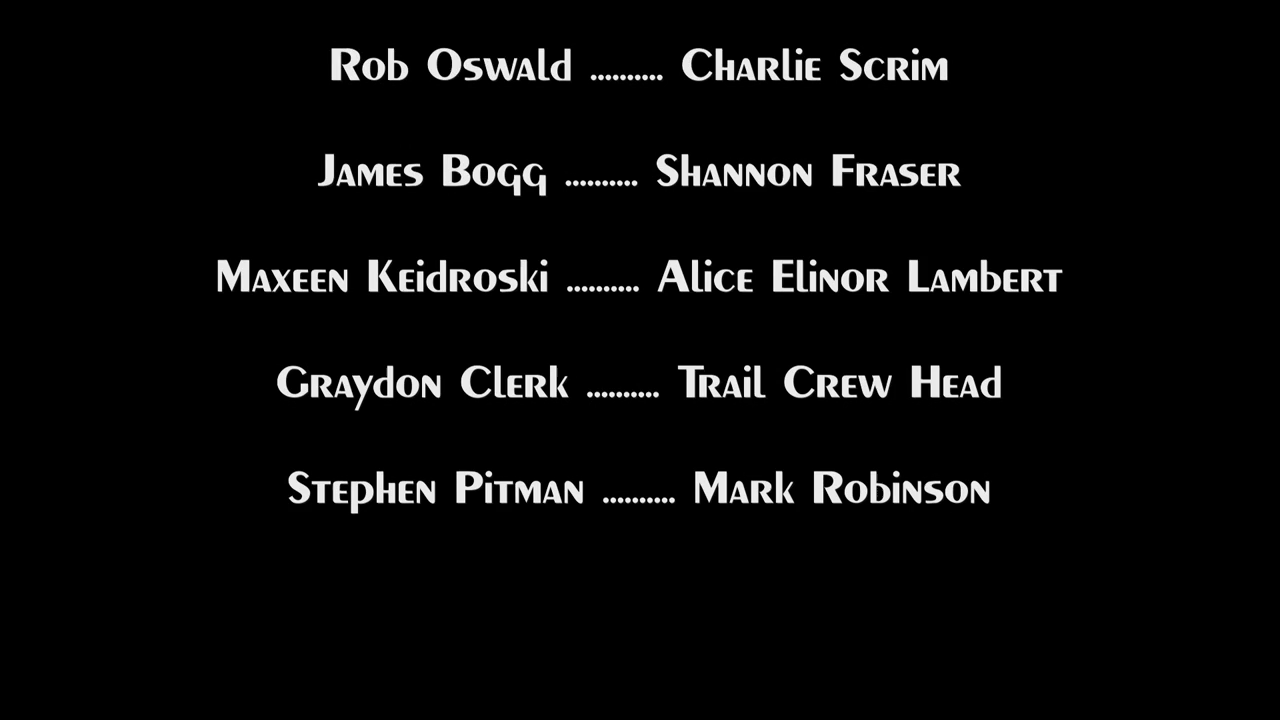 Rob Oswald .......... Charlie Scrim
James Bogg .......... Shannon Fraser
Maxeen Keidroski .......... Alice Elinor Lambert
Graydon Clerk .......... Trail Crew Head
Stephen Pitman .......... Mark Robinson